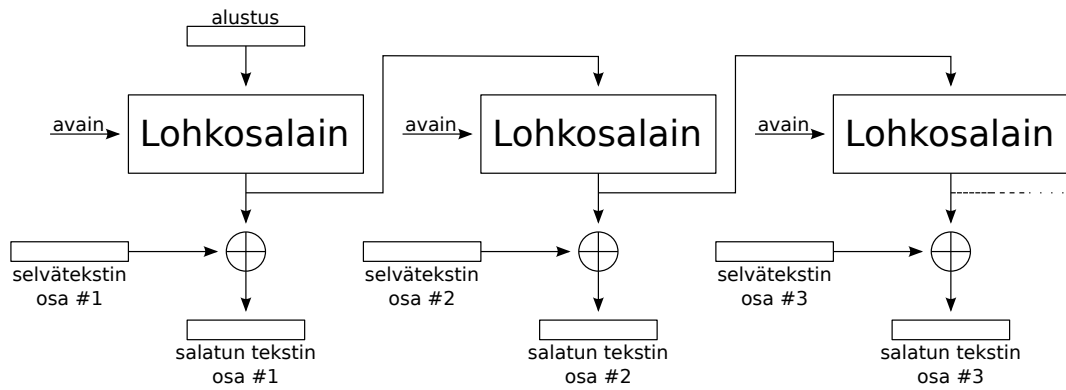 alustus
avain
Lohkosalain
avain
Lohkosalain
avain
Lohkosalain
selvätekstin
osa #1
selvätekstin
osa #2
selvätekstin
osa #3
salatun tekstin
osa #1
salatun tekstin
osa #2
salatun tekstin
osa #3